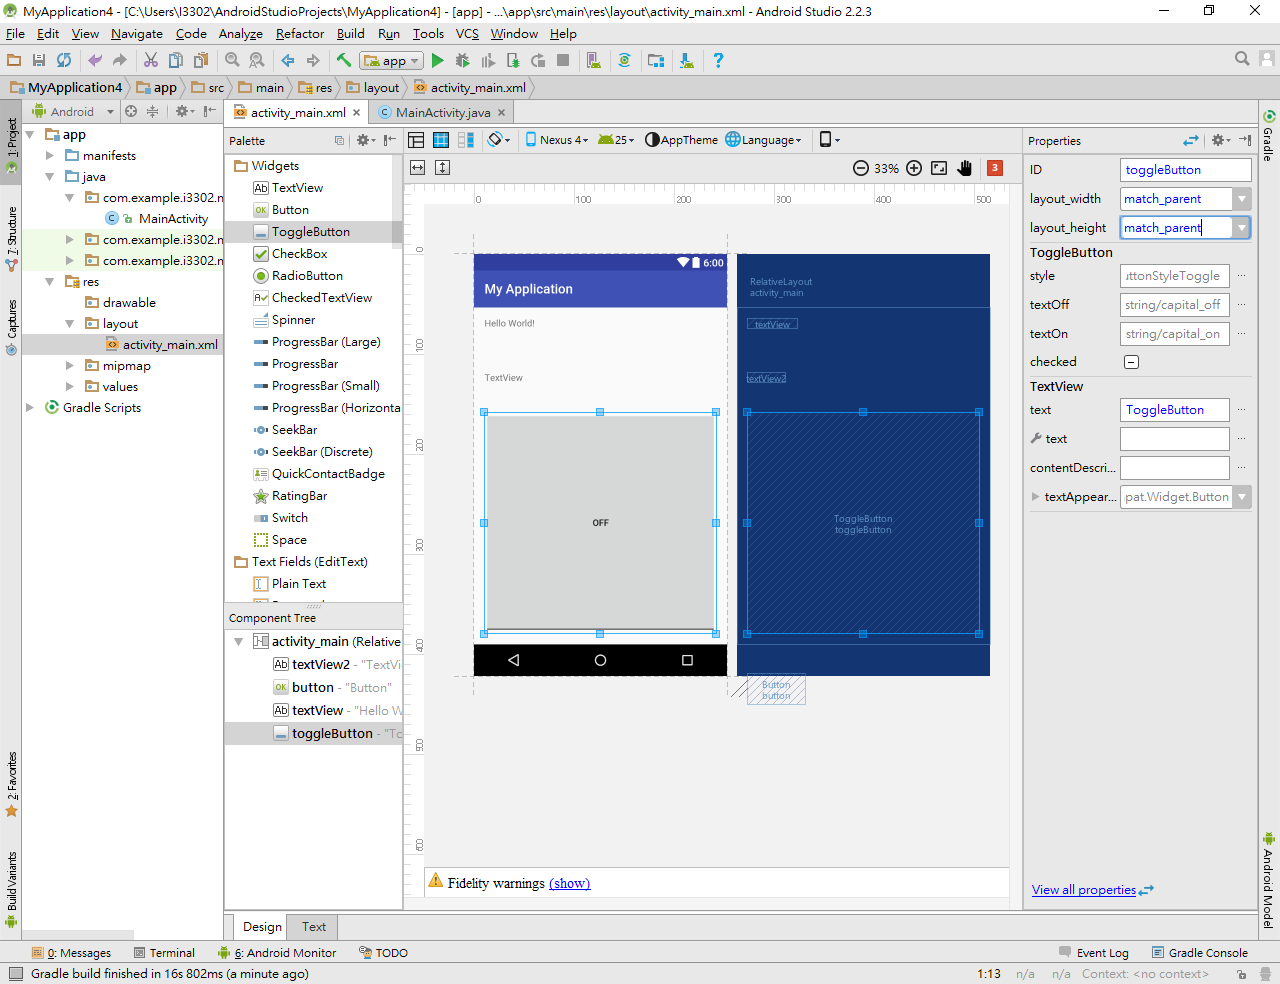 MyApplication4 - [C:\Users\I3302\AndroidStudioProjects\MyApplication4] - [app] - ...\app\src\main\res\layout\activity_main.xml - Android Studio 2.2.3
File Edit View Navigate Code Analyze Refactor Build Run Tools VCS Window Help
app
MyApplication4 app src main res layout activity_main.xml
1: Project
7: Structure
Captures
2: Favorites
Build Variants
Android
app
manifests
java
com.example.i3302.m
MainActivity
com.example.i3302.m
com.example.i3302.m
res
drawable
layout
activity_main.xml
mipmap
values
Gradle Scripts
activity_main.xml MainActivity.java
Palette
Widgets
TextView
Button
ToggleButton
CheckBox
RadioButton
CheckedTextView
Spinner
ProgressBar (Large)
ProgressBar
ProgressBar (Small)
ProgressBar (Horizonta
SeekBar
SeekBar (Discrete)
QuickContactBadge
RatingBar
Switch
Space
Text Fields (EditText)
Plain Text
Component Tree
activity_main (Relative
textView2 - "TextVi
button - "Button"
textView - "Hello W
toggleButton - "To
Nexus 4 25 AppTheme Language
33% 3
0 100 200 300 400 500
0
100
200
300
400
500
600
6:00
My Application
Hello World!
TextView
OFF
RelativeLayout
activity_main
textView
textView2
ToggleButton
toggleButton
Button
button
Fidelity warnings (show)
Design Text
Properties
ID toggleButton
layout_width match_parent
layout_height match_parent
ToggleButton
style ıttonStyleToggle ...
textOff string/capital_off ...
textOn string/capital_on ...
checked
TextView
text ToggleButton ...
text ...
contentDescri... ...
textAppear... pat.Widget.Button
View all properties
Gradle
Android Model
0: Messages Terminal 6: Android Monitor TODO Event Log Gradle Console
Gradle build finished in 16s 802ms (a minute ago) 1:13 n/a n/a Context: <no context>